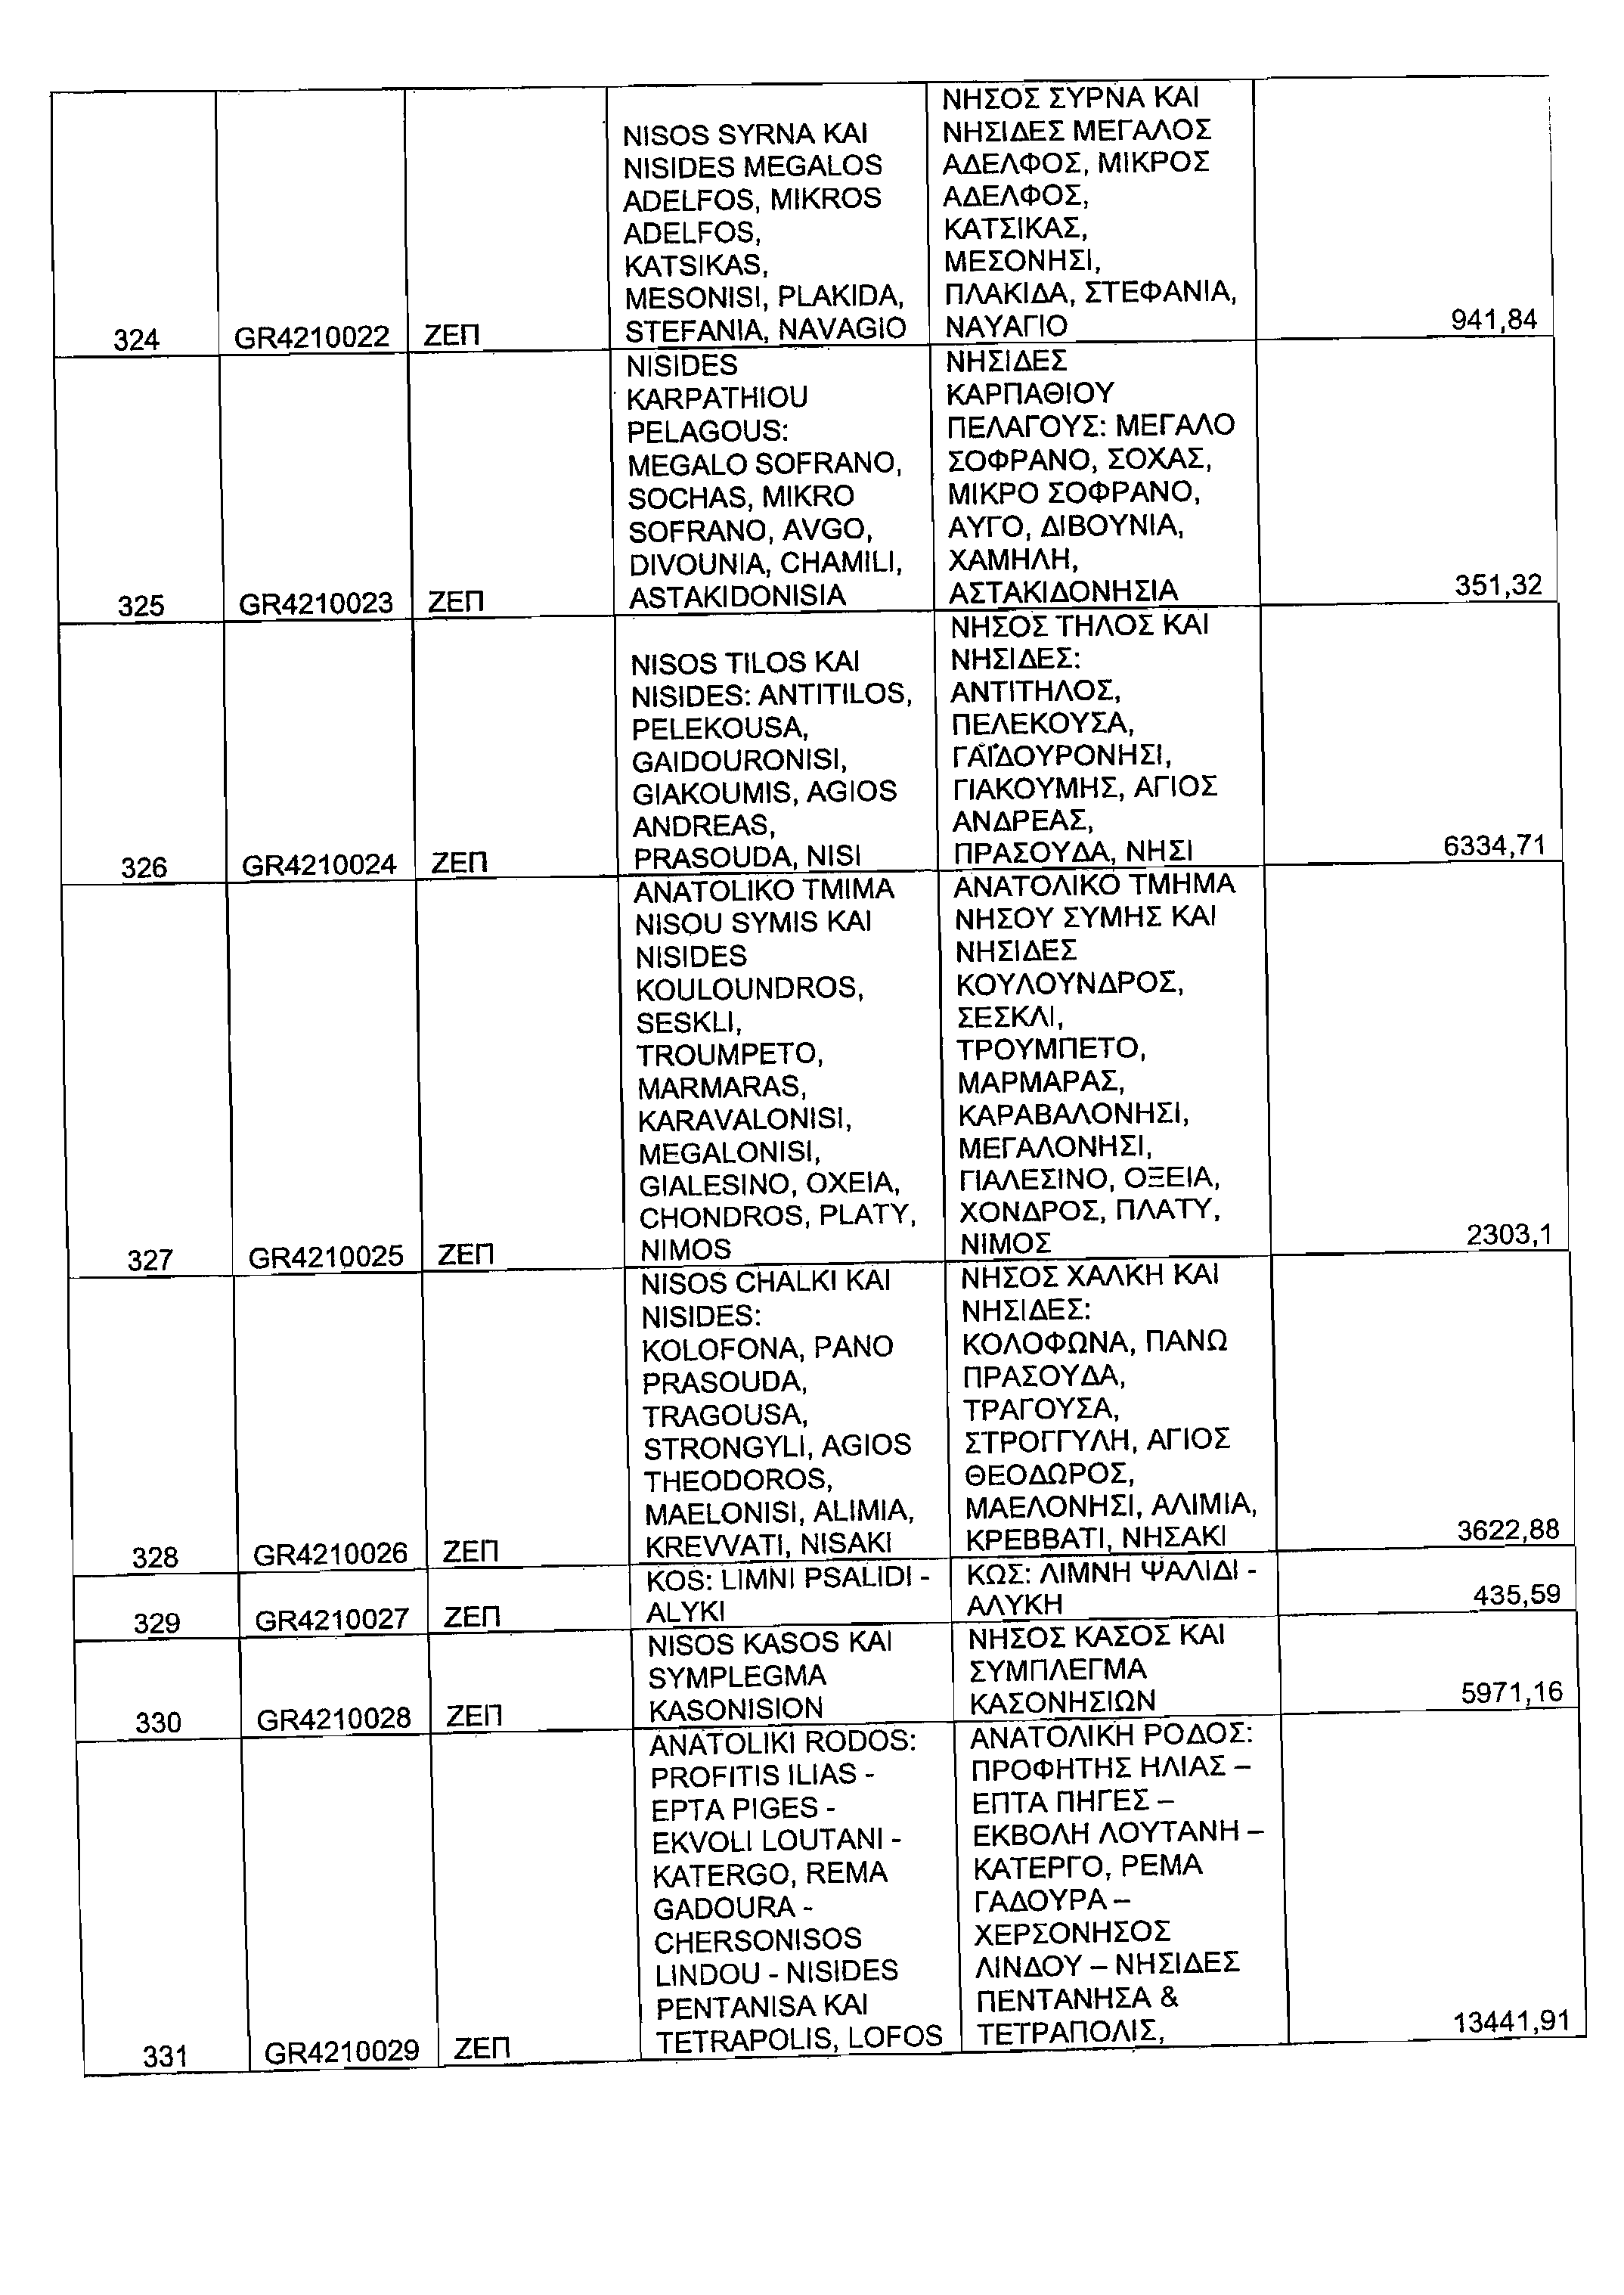 324
GR4210022
ΖΕΠ
NISOS SYRNA KAI
NISIDES MEGALOS
ADELFOS, MIKROS
ADELFOS,
KATSIKAS,
MESONISI, PLAKIDA,
STEFANIA, NAVAGIO
ΝΗΣΟΣ ΣΥΡΝΑ ΚΑΙ
ΝΗΣΙΔΕΣ ΜΕΓΑΛΟΣ
ΑΔΕΛΦΟΣ, ΜΙΚΡΟΣ
ΑΔΕΛΦΟΣ,
ΚΑΤΣΙΚΑΣ,
ΜΕΣΟΝΗΣΙ,
ΠΛΑΚΙΔΑ, ΣΤΕΦΑΝΙΑ,
ΝΑΥΑΓΙΟ
941,84
325
GR4210023
ΖΕΠ
NISIDES
KARPATHIOU
PELAGOUS:
MEGALO SOFRANO,
SOCHAS, MIKRO
SOFRANO, AVGO,
DIVOUNIA, CHAMILI,
ASTAKIDONISIA
ΝΗΣΙΔΕΣ
ΚΑΡΠΑΘΙΟΥ
ΠΕΛΑΓΟΥΣ: ΜΕΓΑΛΟ
ΣΟΦΡΑΝΟ, ΣΟΧΑΣ,
ΜΙΚΡΟ ΣΟΦΡΑΝΟ,
ΑΥΓΟ, ΔΙΒΟΥΝΙΑ,
ΧΑΜΗΛΗ,
ΑΣΤΑΚΙΔΟΝΗΣΙΑ
351,32
326
GR4210024
ΖΕΠ
NISOS TILOS KAI
NISIDES: ANTITILOS,
PELEKOUSA,
GAIDOURONISI,
GIAKOUMIS, AGIOS
ANDREAS,
PRASOUDA, NISI
ΝΗΣΟΣ ΤΗΛΟΣ ΚΑΙ
ΝΗΣΙΔΕΣ:
ΑΝΤΙΤΗΛΟΣ,
ΠΕΛΕΚΟΥΣΑ,
ΓΑΪΔΟΥΡΟΝΗΣΙ,
ΓΙΑΚΟΥΜΗΣ, ΑΓΙΟΣ
ΑΝΔΡΕΑΣ,
ΠΡΑΣΟΥΔΑ, ΝΗΣΙ
6334,71
327
GR4210025
ΖΕΠ
ANATOLIKO TMIMA
NISOU SYMIS KAI
NISIDES
KOULOUNDROS,
SESKLI,
TROUMPETO,
MARMARAS,
KARAVALONISI,
MEGALONISI,
GIALESINO, OXEIA,
CHONDROS, PLATY,
NIMOS
ΑΝΑΤΟΛΙΚΟ ΤΜΗΜΑ
ΝΗΣΟΥ ΣΥΜΗΣ ΚΑΙ
ΝΗΣΙΔΕΣ
ΚΟΥΛΟΥΝΔΡΟΣ,
ΣΕΣΚΛΙ,
ΤΡΟΥΜΠΕΤΟ,
ΜΑΡΜΑΡΑΣ,
ΚΑΡΑΒΑΛΟΝΗΣΙ,
ΜΕΓΑΛΟΝΗΣΙ,
ΓΙΑΛΕΣΙΝΟ, ΟΞΕΙΑ,
ΧΟΝΔΡΟΣ, ΠΛΑΤΥ,
ΝΙΜΟΣ
2303,1
328
GR4210026
ΖΕΠ
NISOS CHALKI KAI
NISIDES:
KOLOFONA, PANO
PRASOUDA,
TRAGOUSA,
STRONGYLI, AGIOS
THEODOROS,
MAELONISI, ALIMIA,
KREVVATI, NISAKI
ΝΗΣΟΣ ΧΑΛΚΗ ΚΑΙ
ΝΗΣΙΔΕΣ:
ΚΟΛΟΦΩΝΑ, ΠΑΝΩ
ΠΡΑΣΟΥΔΑ,
ΤΡΑΓΟΥΣΑ,
ΣΤΡΟΓΓΥΛΗ, ΑΓΙΟΣ
ΘΕΟΔΩΡΟΣ,
ΜΑΕΛΟΝΗΣΙ, ΑΛΙΜΙΑ,
ΚΡΕΒΒΑΤΙ, ΝΗΣΑΚΙ
3622,88
329
GR4210027
ΖΕΠ
KOS: LIMNI PSALIDI -
ALYKI
ΚΩΣ: ΛΙΜΝΗ ΨΑΛΙΔΙ -
ΑΛΥΚΗ
435,59
330
GR4210028
ΖΕΠ
NISOS KASOS KAI
SYMPLEGMA
KASONISION
ΝΗΣΟΣ ΚΑΣΟΣ ΚΑΙ
ΣΥΜΠΛΕΓΜΑ
ΚΑΣΟΝΗΣΙΩΝ
5971,16
331
GR4210029
ΖΕΠ
ANATOLIKI RODOS:
PROFITIS ILIAS -
EPTA PIGES -
EKVOLI LOUTANI -
KATERGO, REMA
GADOURA -
CHERSONISOS
LINDOU - NISIDES
PENTANISA KAI
TETRAPOLIS, LOFOS
ΑΝΑΤΟΛΙΚΗ ΡΟΔΟΣ:
ΠΡΟΦΗΤΗΣ ΗΛΙΑΣ –
ΕΠΤΑ ΠΗΓΕΣ –
ΕΚΒΟΛΗ ΛΟΥΤΑΝΗ –
ΚΑΤΕΡΓΟ, ΡΕΜΑ
ΓΑΔΟΥΡΑ –
ΧΕΡΣΟΝΗΣΟΣ
ΛΙΝΔΟΥ – ΝΗΣΙΔΕΣ
ΠΕΝΤΑΝΗΣΑ &
ΤΕΤΡΑΠΟΛΙΣ,
13441,91